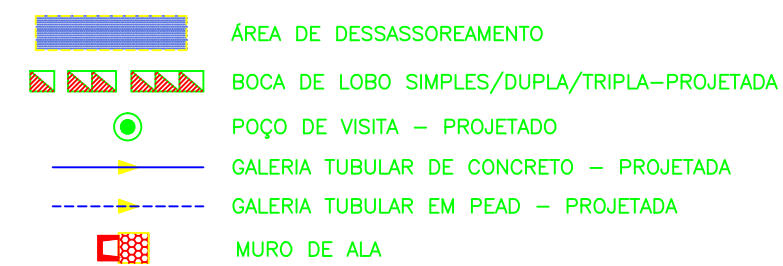 ÁREA DE DESSASSOREAMENTO
BOCA DE LOBO SIMPLES/DUPLA/TRIPLA-PROJETADA
POÇO DE VISITA - PROJETADO
GALERIA TUBULAR DE CONCRETO - PROJETADA
GALERIA TUBULAR EM PEAD - PROJETADA
MURO DE ALA